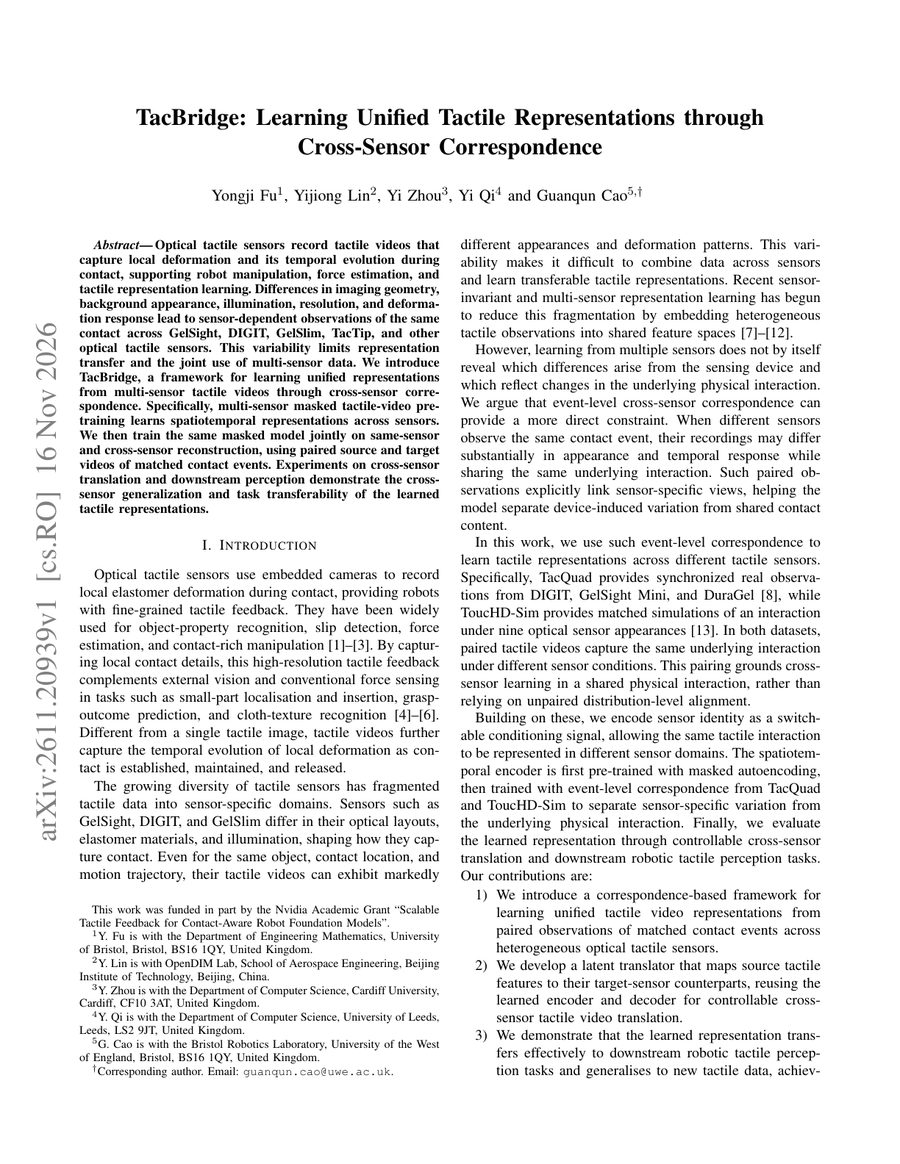 TacBridge: Learning Unified Tactile Representations through
Cross-Sensor Correspondence
Yongji Fu1, Yijiong Lin2, Yi Zhou3, Yi Qi4 and Guanqun Cao5,†
arXiv:2611.20939v1 [cs.RO] 16 Nov 2026
Abstract—Optical tactile sensors record tactile videos that
capture local deformation and its temporal evolution during
contact, supporting robot manipulation, force estimation, and
tactile representation learning. Differences in imaging geometry,
background appearance, illumination, resolution, and deforma-
tion response lead to sensor-dependent observations of the same
contact across GelSight, DIGIT, GelSlim, TacTip, and other
optical tactile sensors. This variability limits representation
transfer and the joint use of multi-sensor data. We introduce
TacBridge, a framework for learning unified representations
from multi-sensor tactile videos through cross-sensor corre-
spondence. Specifically, multi-sensor masked tactile-video pre-
training learns spatiotemporal representations across sensors.
We then train the same masked model jointly on same-sensor
and cross-sensor reconstruction, using paired source and target
videos of matched contact events. Experiments on cross-sensor
translation and downstream perception demonstrate the cross-
sensor generalization and task transferability of the learned
tactile representations.
I. INTRODUCTION
Optical tactile sensors use embedded cameras to record
local elastomer deformation during contact, providing robots
with fine-grained tactile feedback. They have been widely
used for object-property recognition, slip detection, force
estimation, and contact-rich manipulation [1]–[3]. By captur-
ing local contact details, this high-resolution tactile feedback
complements external vision and conventional force sensing
in tasks such as small-part localisation and insertion, grasp-
outcome prediction, and cloth-texture recognition [4]–[6].
Different from a single tactile image, tactile videos further
capture the temporal evolution of local deformation as con-
tact is established, maintained, and released.
The growing diversity of tactile sensors has fragmented
tactile data into sensor-specific domains. Sensors such as
GelSight, DIGIT, and GelSlim differ in their optical layouts,
elastomer materials, and illumination, shaping how they cap-
ture contact. Even for the same object, contact location, and
motion trajectory, their tactile videos can exhibit markedly
This work was funded in part by the Nvidia Academic Grant “Scalable
Tactile Feedback for Contact-Aware Robot Foundation Models”.
1Y. Fu is with the Department of Engineering Mathematics, University
of Bristol, Bristol, BS16 1QY, United Kingdom.
2Y. Lin is with OpenDIM Lab, School of Aerospace Engineering, Beijing
Institute of Technology, Beijing, China.
3Y. Zhou is with the Department of Computer Science, Cardiff University,
Cardiff, CF10 3AT, United Kingdom.
4Y. Qi is with the Department of Computer Science, University of Leeds,
Leeds, LS2 9JT, United Kingdom.
5G. Cao is with the Bristol Robotics Laboratory, University of the West
of England, Bristol, BS16 1QY, United Kingdom.
†Corresponding author. Email: guanqun.cao@uwe.ac.uk.
different appearances and deformation patterns. This vari-
ability makes it difficult to combine data across sensors
and learn transferable tactile representations. Recent sensor-
invariant and multi-sensor representation learning has begun
to reduce this fragmentation by embedding heterogeneous
tactile observations into shared feature spaces [7]–[12].
However, learning from multiple sensors does not by itself
reveal which differences arise from the sensing device and
which reflect changes in the underlying physical interaction.
We argue that event-level cross-sensor correspondence can
provide a more direct constraint. When different sensors
observe the same contact event, their recordings may differ
substantially in appearance and temporal response while
sharing the same underlying interaction. Such paired ob-
servations explicitly link sensor-specific views, helping the
model separate device-induced variation from shared contact
content.
In this work, we use such event-level correspondence to
learn tactile representations across different tactile sensors.
Specifically, TacQuad provides synchronized real observa-
tions from DIGIT, GelSight Mini, and DuraGel [8], while
ToucHD-Sim provides matched simulations of an interaction
under nine optical sensor appearances [13]. In both datasets,
paired tactile videos capture the same underlying interaction
under different sensor conditions. This pairing grounds cross-
sensor learning in a shared physical interaction, rather than
relying on unpaired distribution-level alignment.
Building on these, we encode sensor identity as a switch-
able conditioning signal, allowing the same tactile interaction
to be represented in different sensor domains. The spatiotem-
poral encoder is first pre-trained with masked autoencoding,
then trained with event-level correspondence from TacQuad
and ToucHD-Sim to separate sensor-specific variation from
the underlying physical interaction. Finally, we evaluate
the learned representation through controllable cross-sensor
translation and downstream robotic tactile perception tasks.
Our contributions are:
1) We introduce a correspondence-based framework for
learning unified tactile video representations from
paired observations of matched contact events across
heterogeneous optical tactile sensors.
2) We develop a latent translator that maps source tactile
features to their target-sensor counterparts, reusing the
learned encoder and decoder for controllable cross-
sensor tactile video translation.
3) We demonstrate that the learned representation trans-
fers effectively to downstream robotic tactile percep-
tion tasks and generalises to new tactile data, achiev-